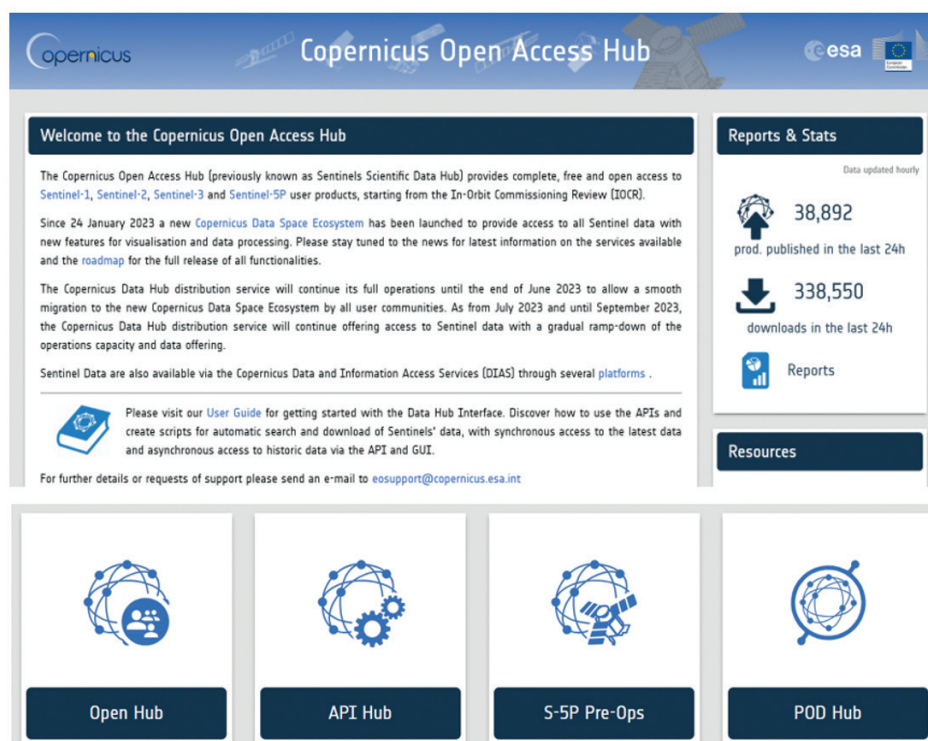 opernicus
Copernicus Open Access Hub
esa
European
Commission
Welcome to the Copernicus Open Access Hub
The Copernicus Open Access Hub (previously known as Sentinels Scientific Data Hub) provides complete, free and open access to
Sentinel-1, Sentinel-2, Sentinel-3 and Sentinel-5P user products, starting from the In-Orbit Commissioning Review (IOCR).
Since 24 January 2023 a new Copernicus Data Space Ecosystem has been launched to provide access to all Sentinel data with
new features for visualisation and data processing. Please stay tuned to the news for latest information on the services available
and the roadmap for the full release of all functionalities.
The Copernicus Data Hub distribution service will continue its full operations until the end of June 2023 to allow a smooth
migration to the new Copernicus Data Space Ecosystem by all user communities. As from July 2023 and until September 2023,
the Copernicus Data Hub distribution service will continue offering access to Sentinel data with a gradual ramp-down of the
operations capacity and data offering.
Sentinel Data are also available via the Copernicus Data and Information Access Services (DIAS) through several platforms .
Please visit our User Guide for getting started with the Data Hub Interface. Discover how to use the APIs and
create scripts for automatic search and download of Sentinels' data, with synchronous access to the latest data
and asynchronous access to historic data via the API and GUI.
For further details or requests of support please send an e-mail to eosupport@copernicus.esa.int
Reports & Stats
Data updated hourly
38,892
prod. published in the last 24h
338,550
downloads in the last 24h
Reports
Resources
Open Hub
API Hub
S-5P Pre-Ops
POD Hub